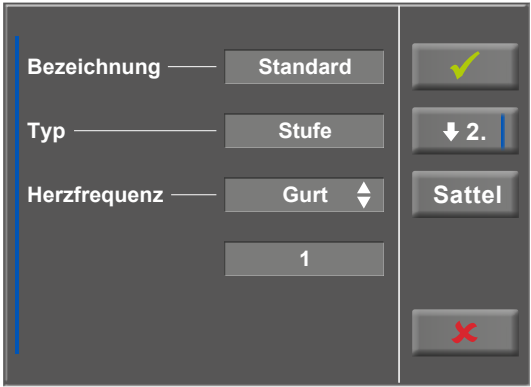 Bezeichnung Standard
Typ Stufe
2.
Herzfrequenz Gurt
Sattel
1